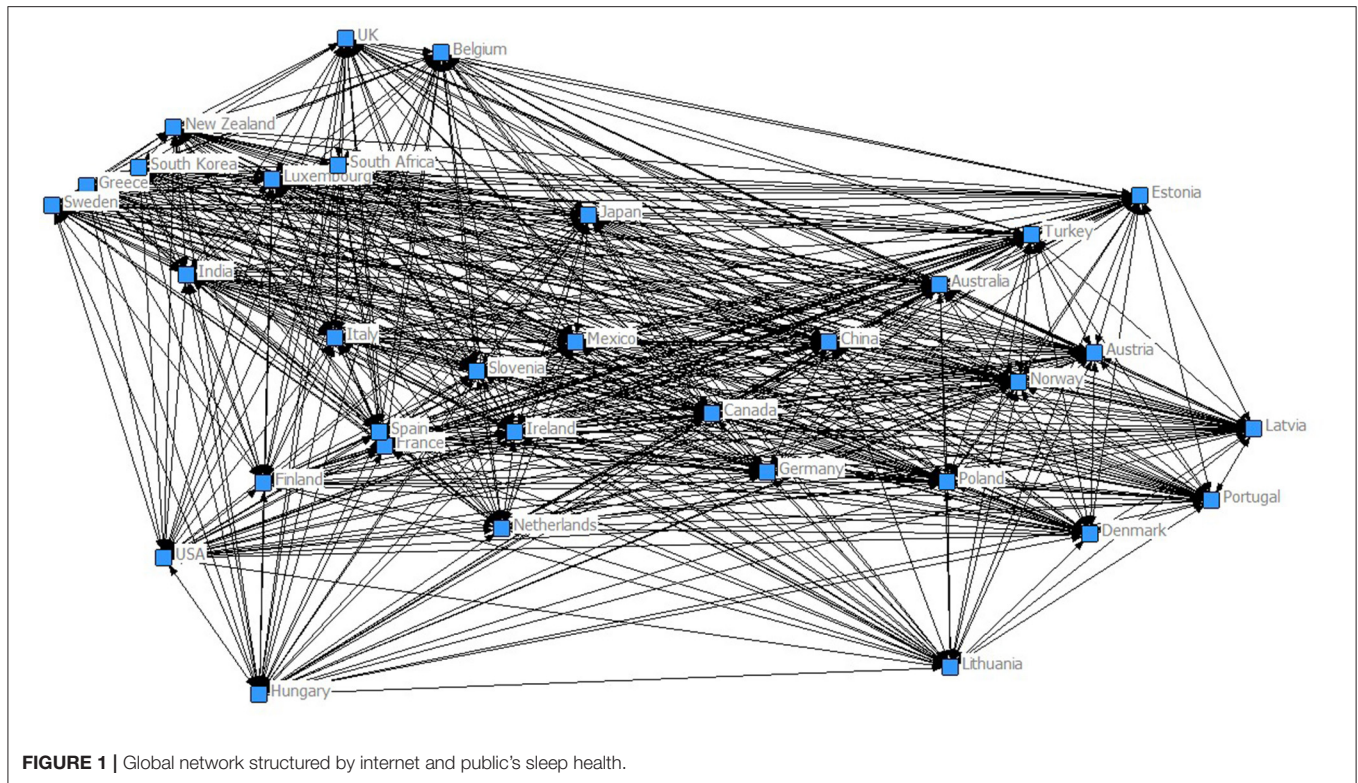 UK
Belgium
New Zealand
South Korea
South Africa
Luxembourg
Greece
Sweden
Estonia
Japan
Turkey
India
Australia
Italy
Mexico
China
Austria
Slovenia
Norway
Canada
Spain
Ireland
Latvia
France
Germany
Finland
Poland
Portugal
Netherlands
Denmark
USA
Lithuania
Hungary
FIGURE 1 | Global network structured by internet and public's sleep health.